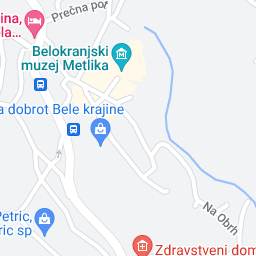 Prečna po
ina,
la...
Belokranjski
muzej Metlika
a dobrot Bele krajine
Na Obrh
Petric,
ric sp
Zdravstveni dom